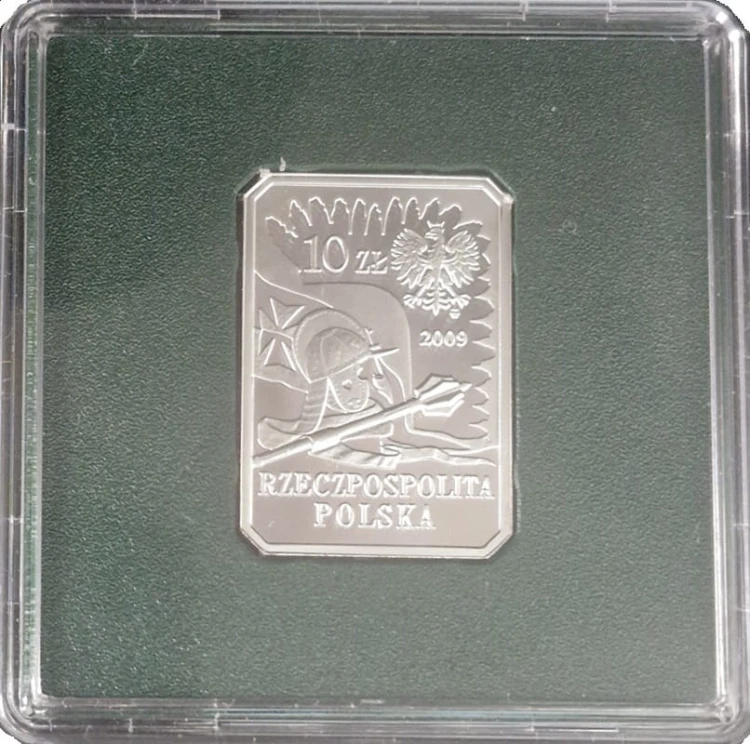 10 ZŁ
2009
RZECZPOSPOLITA
POLSKA